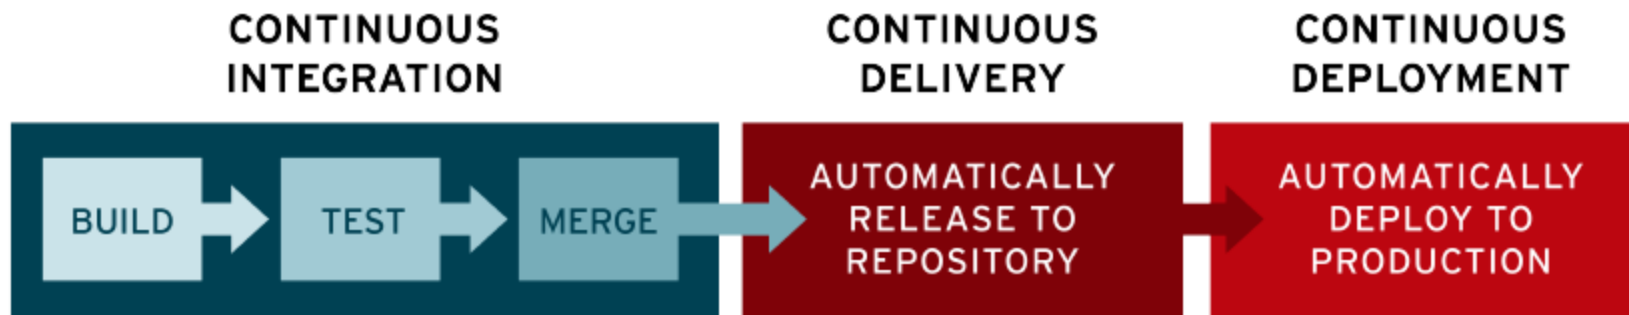 CONTINUOUS
INTEGRATION
CONTINUOUS
DELIVERY
CONTINUOUS
DEPLOYMENT
BUILD
TEST
MERGE
AUTOMATICALLY
RELEASE TO
REPOSITORY
AUTOMATICALLY
DEPLOY TO
PRODUCTION